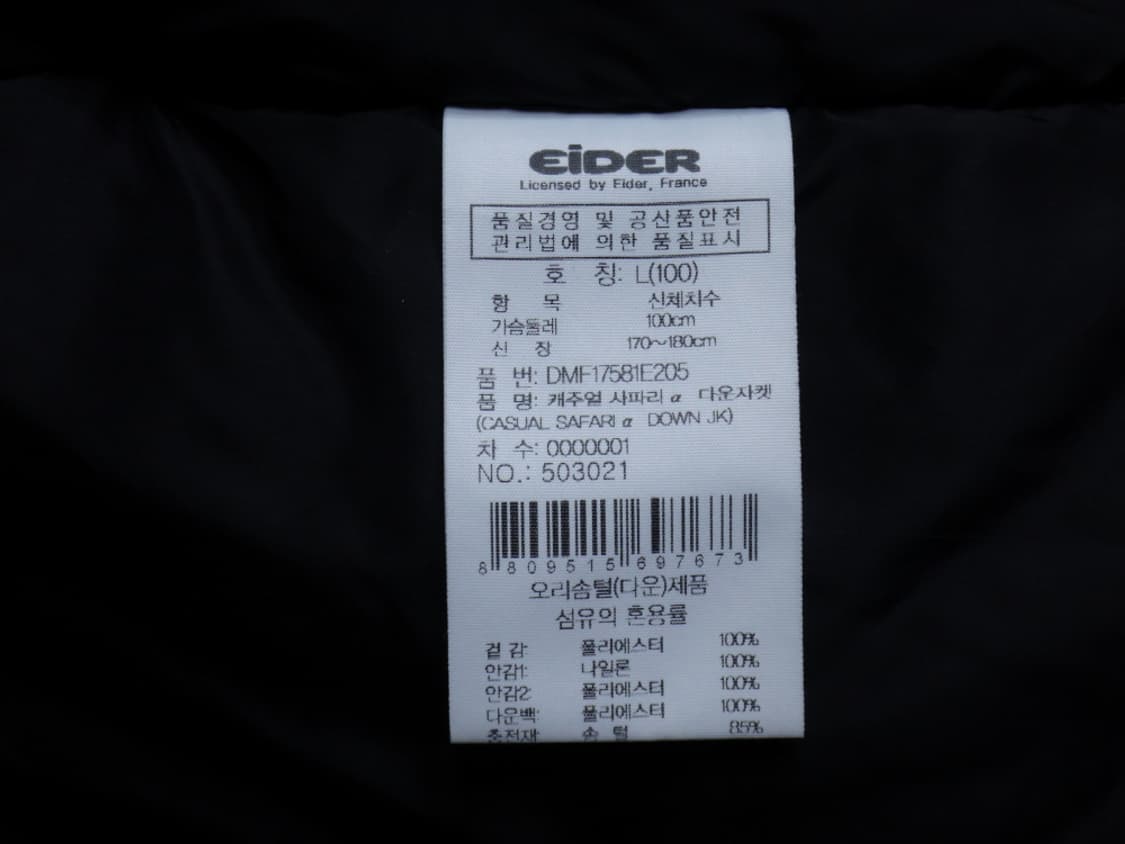 EiDER
Licensed by Eider, France
품질경영 및 공산품안전
관리법에 의한 품질표시
호 칭: L(100)
항 목 신체치수
가슴둘레 100cm
신 장 170~180cm
품 번: DMF17581E205
품 명: 캐주얼 사파리 α 다운자켓
(CASUAL SAFARI α DOWN JK)
차 수: 0000001
NO.: 503021
8 809515 697673
오리솜털(다운)제품
섬유의 혼용률
겉감: 폴리에스터 100%
안감1: 나일론 100%
안감2: 폴리에스터 100%
다운백: 폴리에스터 100%
충전재: 솜 털 85%